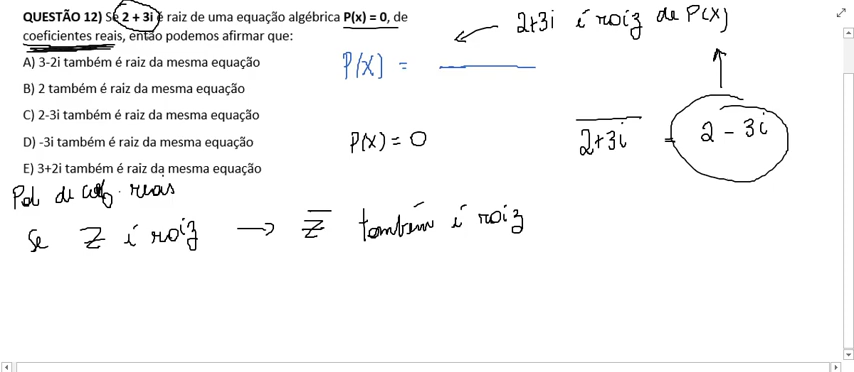 QUESTÃO 12) Se 2 + 3i é raiz de uma equação algébrica P(x) = 0, de
coeficientes reais, então podemos afirmar que:
A) 3-2i também é raiz da mesma equação
B) 2 também é raiz da mesma equação
C) 2-3i também é raiz da mesma equação
D) -3i também é raiz da mesma equação
E) 3+2i também é raiz da mesma equação
2+3i é raiz de P(x)
P(x) =
P(x) = 0
2+3i = 2 - 3i
Pol de coef. reais
Se Z é raiz → Z̅ também é raiz